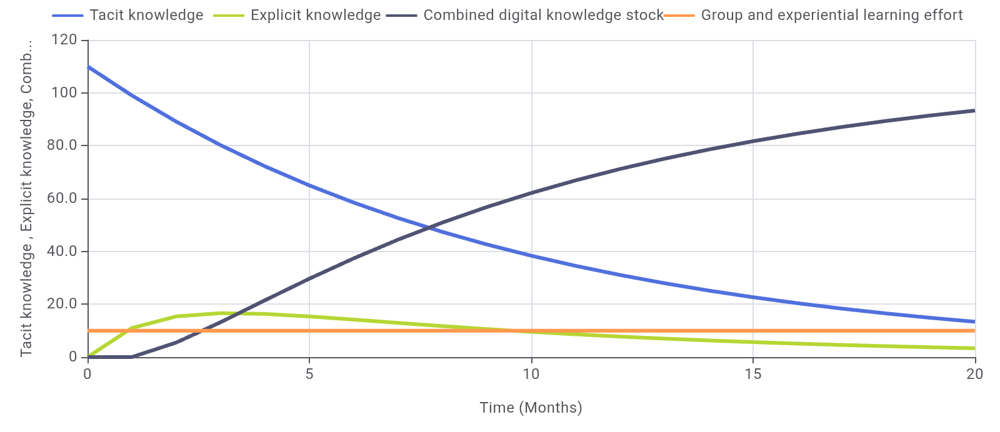 Tacit knowledge Explicit knowledge Combined digital knowledge stock Group and experiential learning effort
Tacit knowledge , Explicit knowledge, Comb...
120
100
80.0
60.0
40.0
20.0
0
0 5 10 15 20
Time (Months)